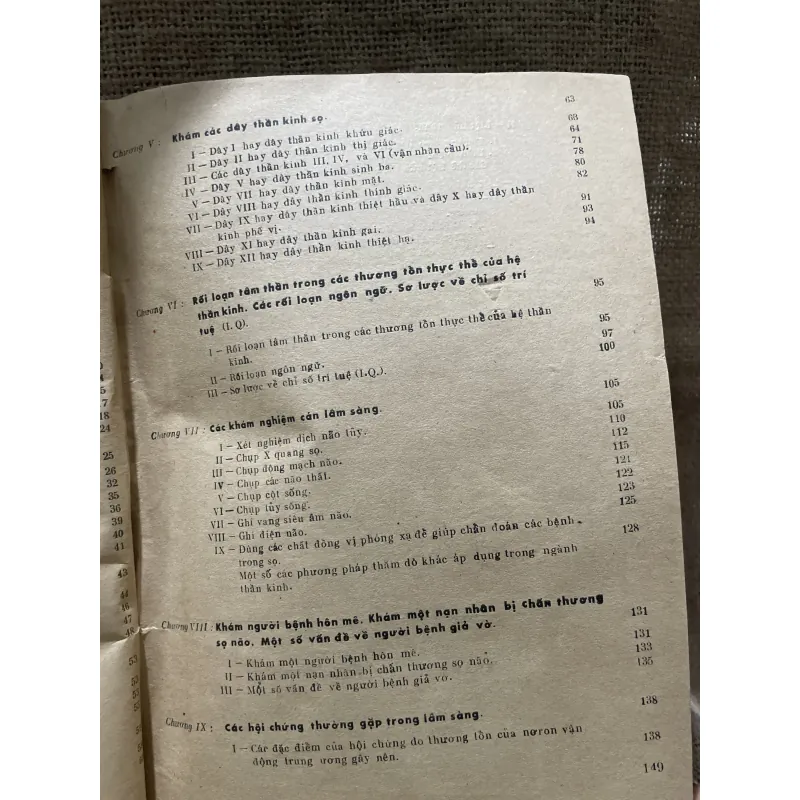 Chương V : Khám các dây thần kinh sọ. 63
I — Dây I hay dây thần kinh khứu giác. 63
II — Dây II hay dây thần kinh thị giác. 64
III — Các dây thần kinh III, IV, và VI (vận nhãn cầu). 71
IV — Dây V hay dây thần kinh sinh ba. 78
V — Dây VII hay dây thần kinh mặt. 80
VI — Dây VIII hay dây thần kinh thính giác. 82
VII — Dây IX hay dây thần kinh thiệt hầu và dây X hay dây thần
kinh phế vị. 91
VIII — Dây XI hay dây thần kinh gai. 93
IX — Dây XII hay dây thần kinh thiệt hạ. 94
Chương VI : Rối loạn tâm thần trong các thương tổn thực thể của hệ
thần kinh. Các rối loạn ngôn ngữ. Sơ lược về chỉ số trí
tuệ (I.Q). 95
I — Rối loạn tâm thần trong các thương tổn thực thể của hệ thần
kinh. 95
II — Rối loạn ngôn ngữ. 97
III — Sơ lược về chỉ số trí tuệ (I.Q.). 100
Chương VII : Các khám nghiệm cận lâm sàng. 105
I — Xét nghiệm dịch não tủy. 105
II — Chụp X quang sọ. 110
III — Chụp động mạch não. 112
IV — Chụp các não thất. 115
V — Chụp cột sống. 121
VI — Chụp tủy sống. 122
VII — Ghi vang siêu âm não. 123
VIII — Ghi điện não. 125
IX — Dùng các chất đồng vị phóng xạ để giúp chẩn đoán các bệnh
trong sọ.
Một số các phương pháp thăm dò khác áp dụng trong ngành
thần kinh. 128
Chương VIII : Khám người bệnh hôn mê. Khám một nạn nhân bị chấn thương
sọ não. Một số vấn đề về người bệnh giả vờ. 131
I — Khám một người bệnh hôn mê. 131
II — Khám một nạn nhân bị chấn thương sọ não. 133
III — Một số vấn đề về người bệnh giả vờ. 135
Chương IX : Các hội chứng thường gặp trong lâm sàng. 138
I — Các đặc điểm của hội chứng do thương tổn của nơron vận
động trung ương gây nên. 138
149
25
26
32
35
36
39
40
41
43
44
46
47
48
53